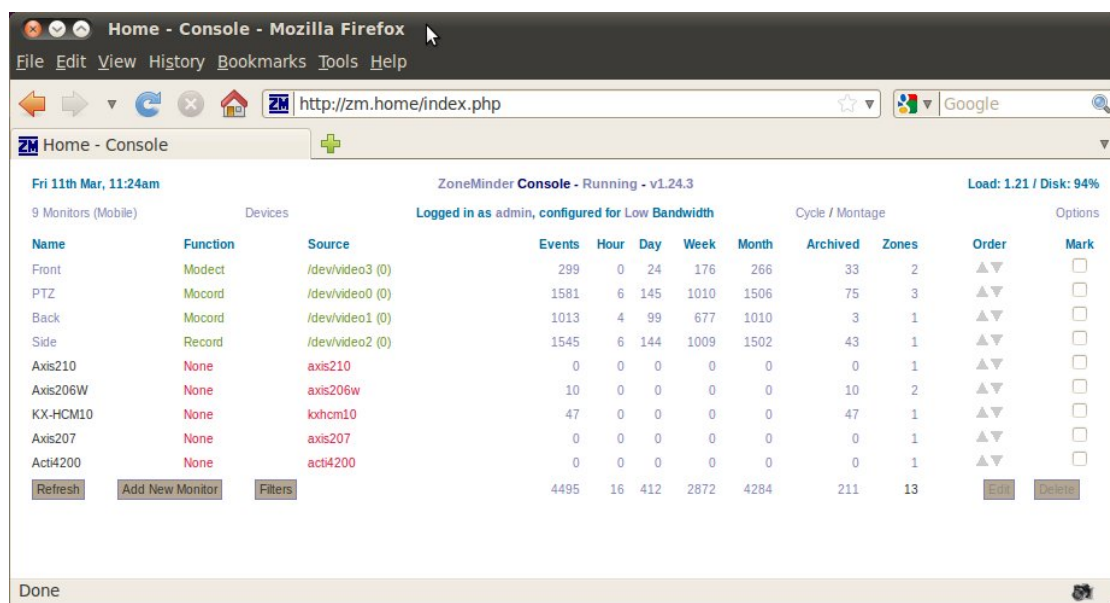 Home - Console - Mozilla Firefox
File Edit View History Bookmarks Tools Help
ZM http://zm.home/index.php Google
ZM Home - Console
Fri 11th Mar, 11:24am ZoneMinder Console - Running - v1.24.3 Load: 1.21 / Disk: 94%
9 Monitors (Mobile) Devices Logged in as admin, configured for Low Bandwidth Cycle / Montage Options
Name Function Source Events Hour Day Week Month Archived Zones Order Mark
Front Modect /dev/video3 (0) 299 0 24 176 266 33 2
PTZ Mocord /dev/video0 (0) 1581 6 145 1010 1506 75 3
Back Mocord /dev/video1 (0) 1013 4 99 677 1010 3 1
Side Record /dev/video2 (0) 1545 6 144 1009 1502 43 1
Axis210 None axis210 0 0 0 0 0 0 1
Axis206W None axis206w 10 0 0 0 0 10 2
KX-HCM10 None kxhcm10 47 0 0 0 0 47 1
Axis207 None axis207 0 0 0 0 0 0 1
Acti4200 None acti4200 0 0 0 0 0 0 1
Refresh Add New Monitor Filters 4495 16 412 2872 4284 211 13 Edit Delete
Done